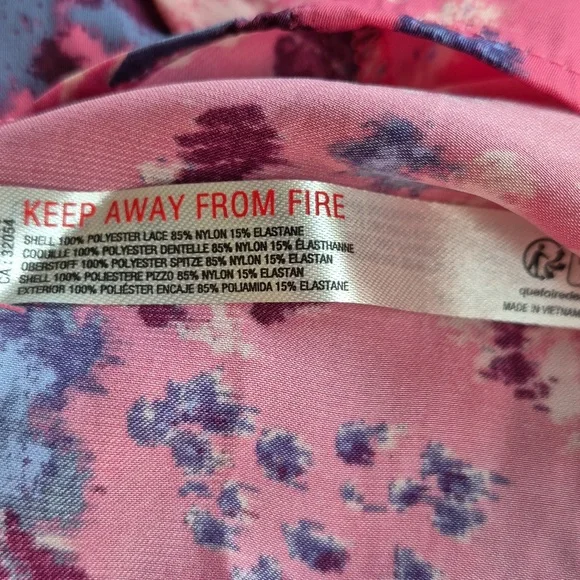 KEEP AWAY FROM FIRE
SHELL 100% POLYESTER LACE 85% NYLON 15% ELASTANE
COQUILLE 100% POLYESTER DENTELLE 85% NYLON 15% ÉLASTHANNE
OBERSTOFF 100% POLYESTER SPITZE 85% NYLON 15% ELASTAN
SHELL 100% POLIESTERE PIZZO 85% NYLON 15% ELASTAN
EXTERIOR 100% POLIÉSTER ENCAJE 85% POLIAMIDA 15% ELASTANE
CA : 32054
quefairede
MADE IN VIETNAM